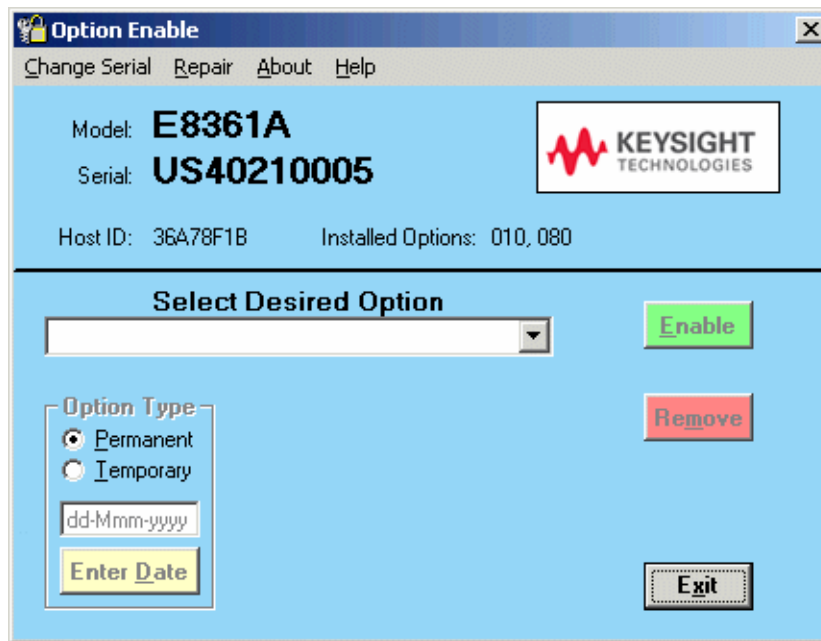 Option Enable
Change Serial Repair About Help
Model: E8361A
KEYSIGHT
TECHNOLOGIES
Serial: US40210005
Host ID: 36A78F1B Installed Options: 010, 080
Select Desired Option
Enable
Option Type
Remove
Permanent
Temporary
dd-Mmm-yyyy
Enter Date
Exit